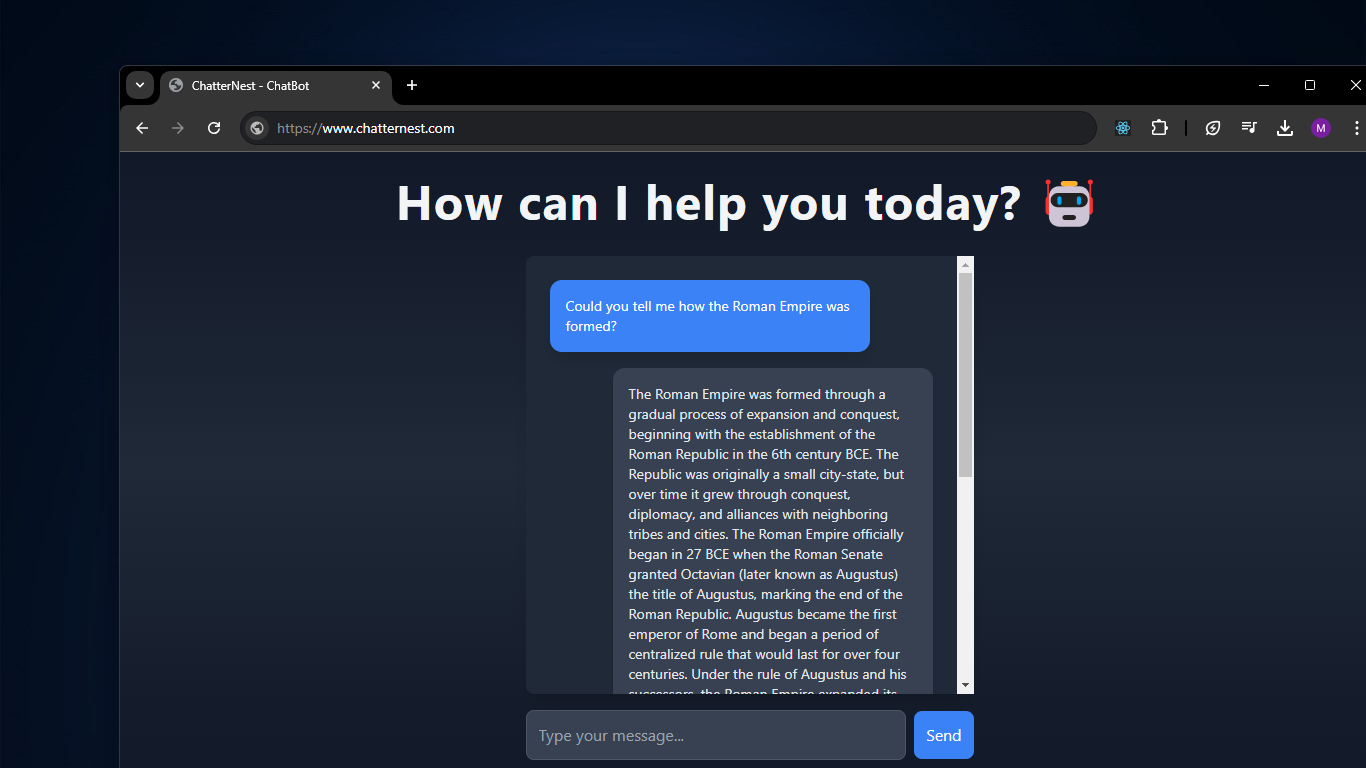 ChatterNest - ChatBot
https://www.chatternest.com
M
How can I help you today?
Could you tell me how the Roman Empire was
formed?
The Roman Empire was formed through a
gradual process of expansion and conquest,
beginning with the establishment of the
Roman Republic in the 6th century BCE. The
Republic was originally a small city-state, but
over time it grew through conquest,
diplomacy, and alliances with neighboring
tribes and cities. The Roman Empire officially
began in 27 BCE when the Roman Senate
granted Octavian (later known as Augustus)
the title of Augustus, marking the end of the
Roman Republic. Augustus became the first
emperor of Rome and began a period of
centralized rule that would last for over four
centuries. Under the rule of Augustus and his
successors, the Roman Empire expanded its
Type your message...
Send